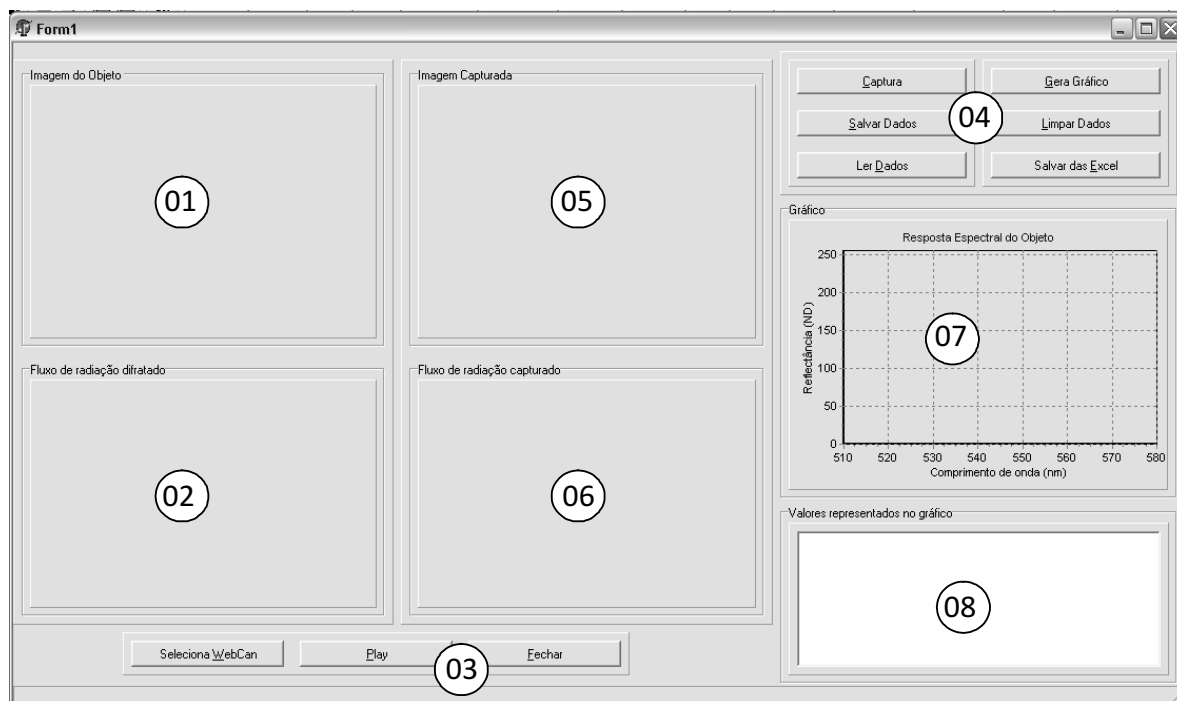 Form1
Imagem do Objeto
01
Fluxo de radiação difratado
02
Seleciona WebCan
Play
Fechar
03
Imagem Capturada
05
Fluxo de radiação capturado
06
Captura
Gera Gráfico
Salvar Dados
04
Limpar Dados
Ler Dados
Salvar das Excel
Gráfico
Resposta Espectral do Objeto
250
200
150
100
50
0
Reflectância (ND)
07
510 520 530 540 550 560 570 580
Comprimento de onda (nm)
Valores representados no gráfico
08